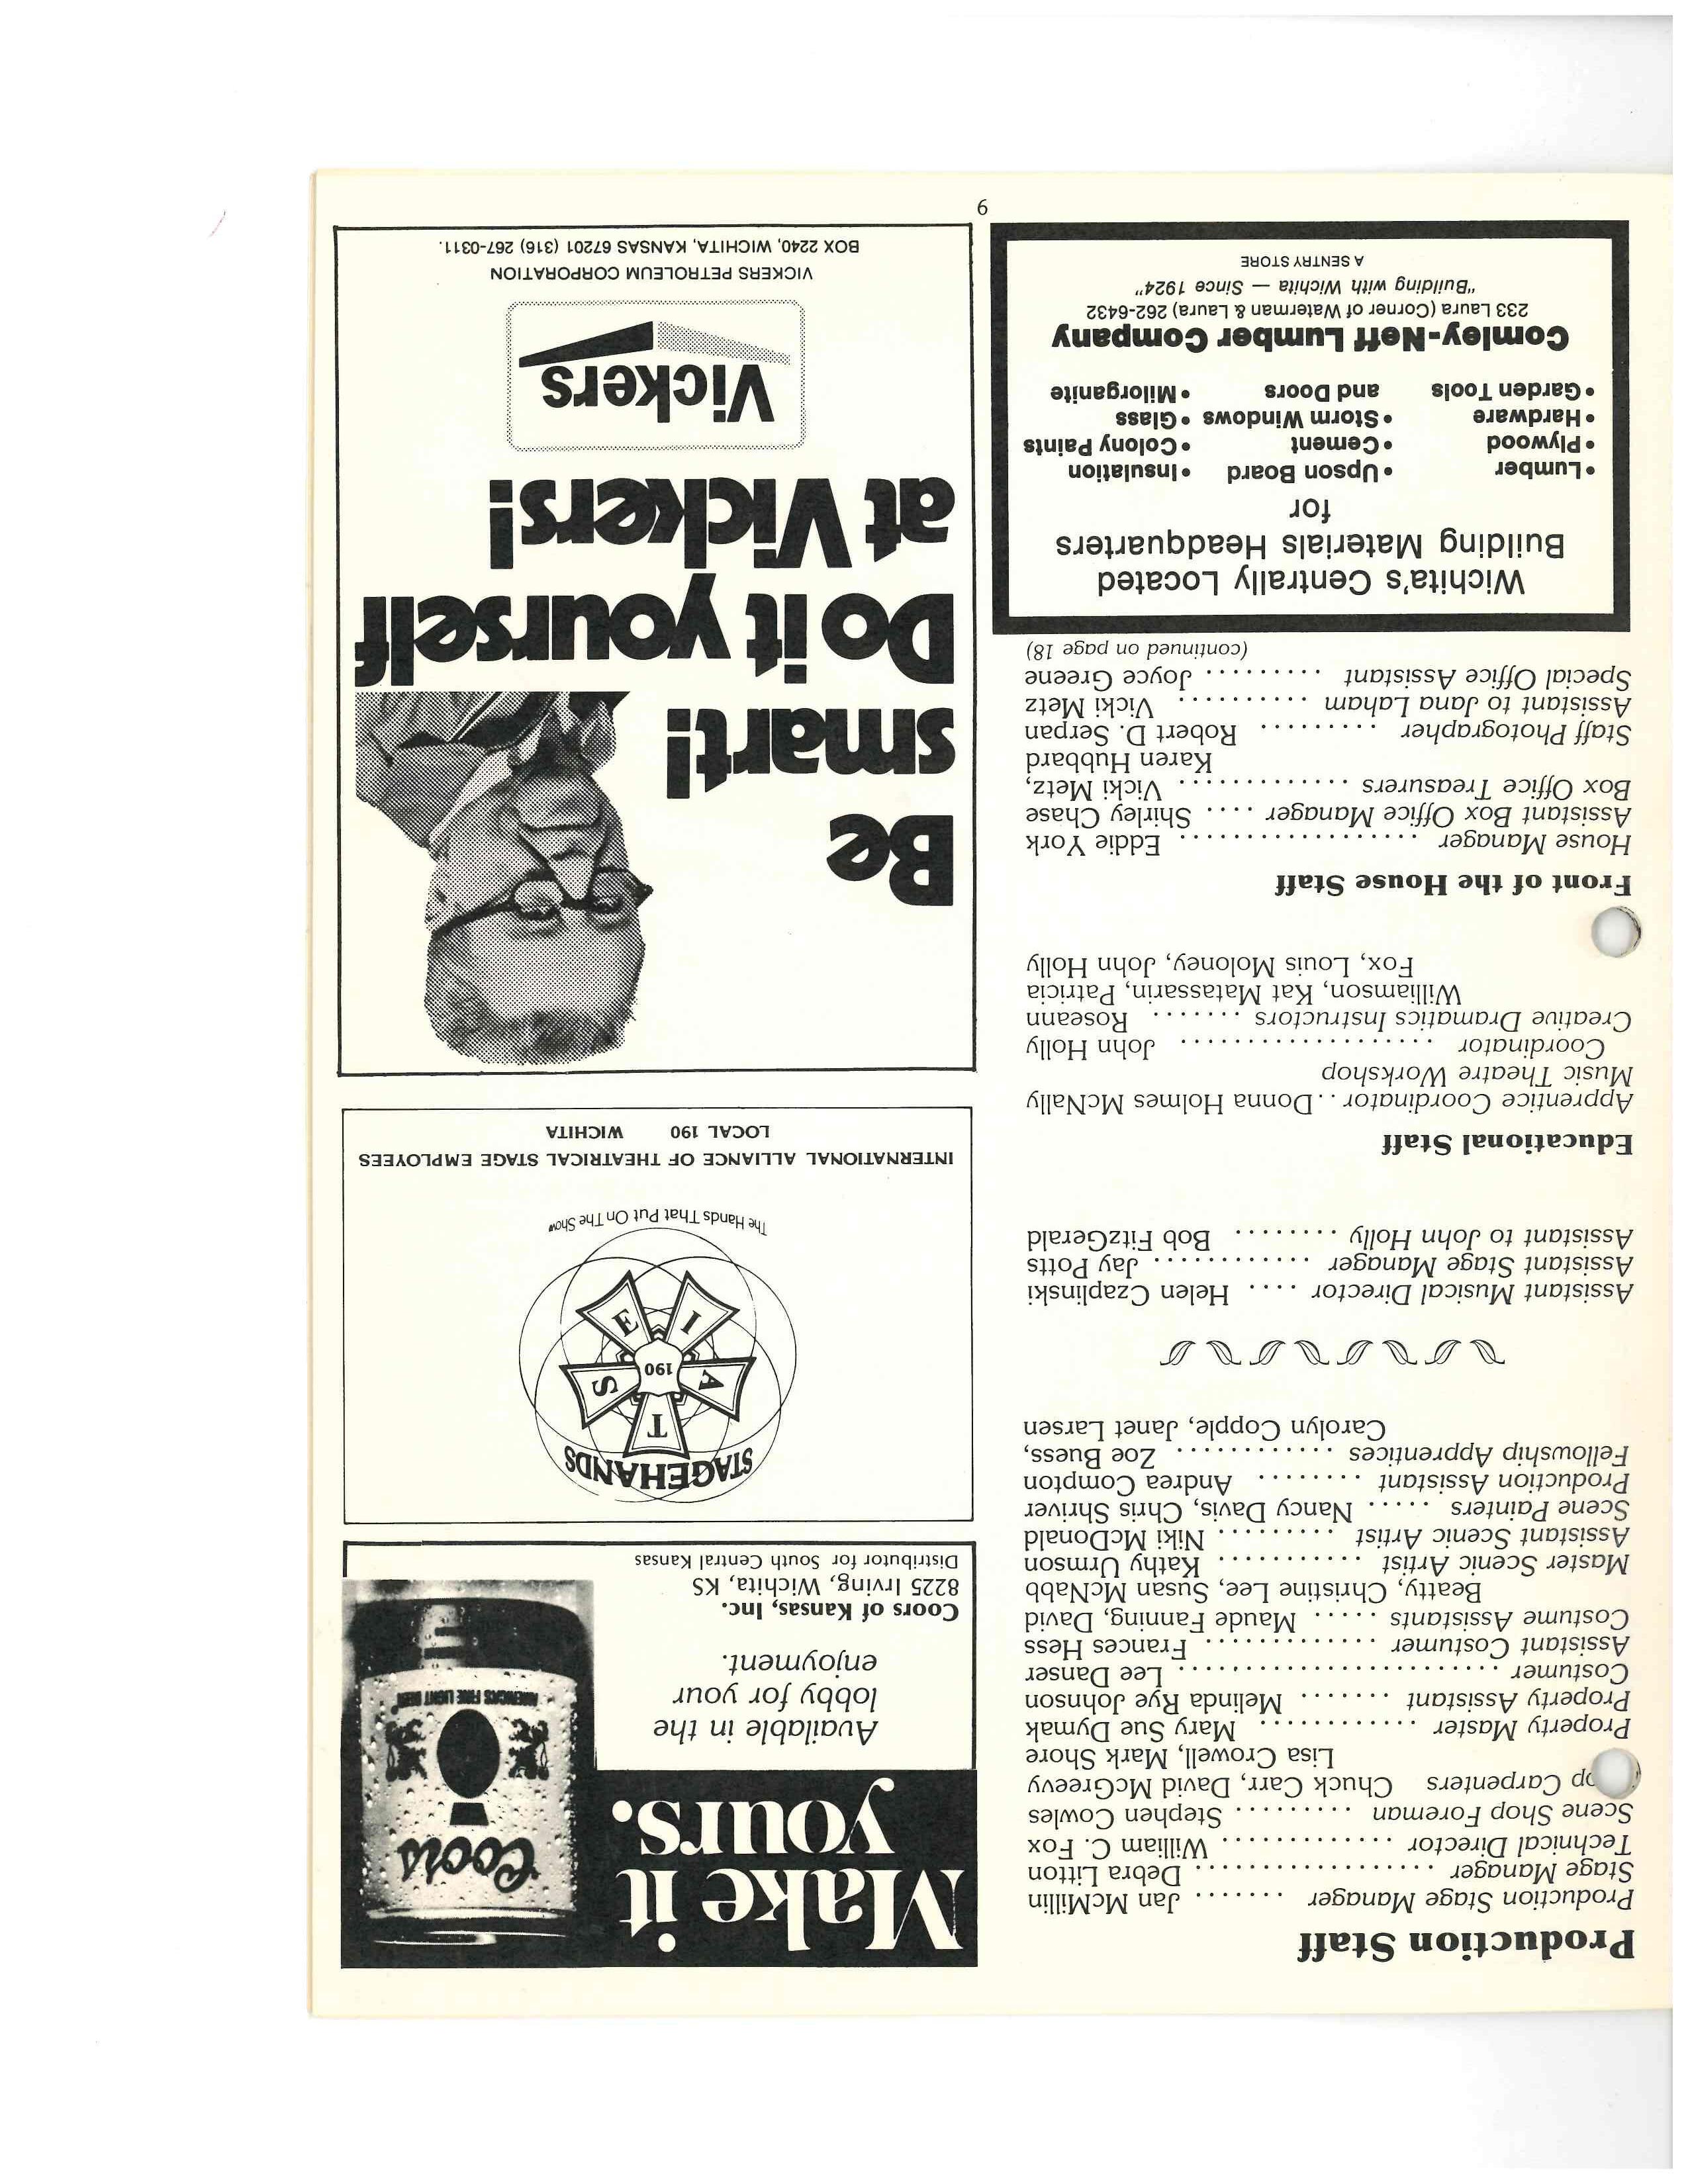 Production Staff
Production Stage Manager ....... Jan McMillin
Stage Manager .................... Debra Litton
Technical Director .............. William C. Fox
Scene Shop Foreman .......... Stephen Cowles
op Carpenters Chuck Carr, David McGreevy
Lisa Crowell, Mark Shore
Property Master ............. Mary Sue Dymak
Property Assistant ....... Melinda Rye Johnson
Costumer .......................... Lee Danser
Assistant Costumer .............. Frances Hess
Costume Assistants ..... Maude Fanning, David
Beatty, Christine Lee, Susan McNabb
Master Scenic Artist ............ Kathy Urmson
Assistant Scenic Artist .......... Niki McDonald
Scene Painters ..... Nancy Davis, Chris Shriver
Production Assistant ........ Andrea Compton
Fellowship Apprentices ............ Zoe Buess,
Carolyn Copple, Janet Larsen
Assistant Musical Director .... Helen Czaplinski
Assistant Stage Manager ............ Jay Potts
Assistant to John Holly ........ Bob FitzGerald
Educational Staff
Apprentice Coordinator .. Donna Holmes McNally
Music Theatre Workshop
Coordinator .................... John Holly
Creative Dramatics Instructors ....... Roseann
Williamson, Kat Matassarin, Patricia
Fox, Louis Moloney, John Holly
Front of the House Staff
House Manager ................... Eddie York
Assistant Box Office Manager .... Shirley Chase
Box Office Treasurers .............. Vicki Metz,
Karen Hubbard
Staff Photographer .......... Robert D. Serpan
Assistant to Jana Laham ........... Vicki Metz
Special Office Assistant .......... Joyce Greene
(continued on page 18)
Wichita's Centrally Located
Building Materials Headquarters
for
• Lumber • Upson Board • Insulation
• Plywood • Cement • Colony Paints
• Hardware • Storm Windows • Glass
• Garden Tools and Doors • Milorganite
Comley-Neff Lumber Company
233 Laura (Corner of Waterman & Laura) 262-6432
"Building with Wichita — Since 1924"
A SENTRY STORE
Make it
yours.
Available in the
lobby for your
enjoyment.
Coors of Kansas, Inc.
8225 Irving, Wichita, KS
Distributor for South Central Kansas
Coors
AMERICA'S FINE LIGHT BEER
STAGEHANDS
I A T S E
190
The Hands That Put On The Show
INTERNATIONAL ALLIANCE OF THEATRICAL STAGE EMPLOYEES
LOCAL 190 WICHITA
Be
smart!
Do it yourself
at Vickers!
Vickers
VICKERS PETROLEUM CORPORATION
BOX 2240, WICHITA, KANSAS 67201 (316) 267-0311.
6